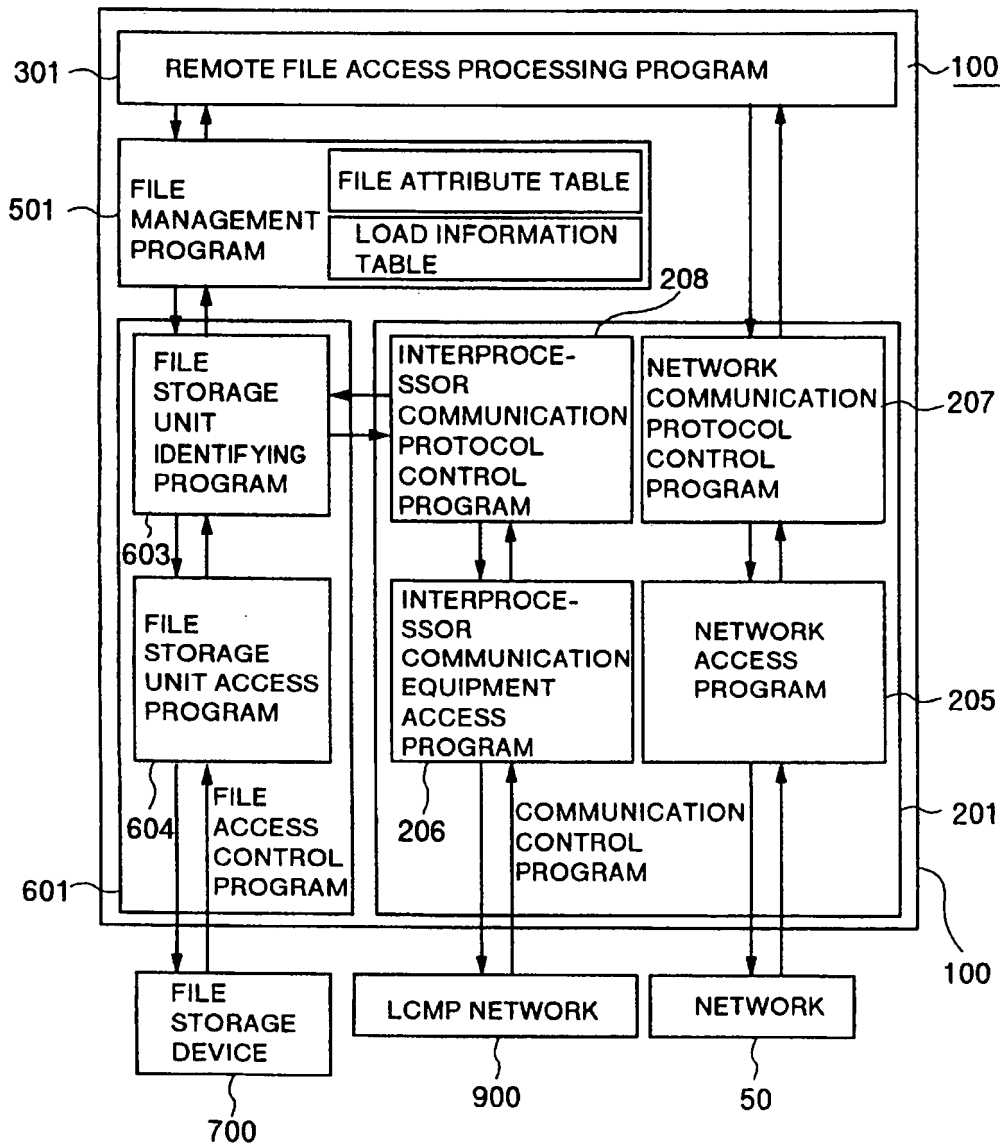 301
REMOTE FILE ACCESS PROCESSING PROGRAM
100
501
FILE
MANAGEMENT
PROGRAM
FILE ATTRIBUTE TABLE
LOAD INFORMATION
TABLE
208
FILE
STORAGE
UNIT
IDENTIFYING
PROGRAM
603
INTERPROCE-
SSOR
COMMUNICATION
PROTOCOL
CONTROL
PROGRAM
NETWORK
COMMUNICATION
PROTOCOL
CONTROL
PROGRAM
207
FILE
STORAGE
UNIT ACCESS
PROGRAM
604
INTERPROCE-
SSOR
COMMUNICATION
EQUIPMENT
ACCESS
PROGRAM
206
NETWORK
ACCESS
PROGRAM
205
FILE
ACCESS
CONTROL
PROGRAM
601
COMMUNICATION
CONTROL
PROGRAM
201
100
FILE
STORAGE
DEVICE
700
LCMP NETWORK
900
NETWORK
50